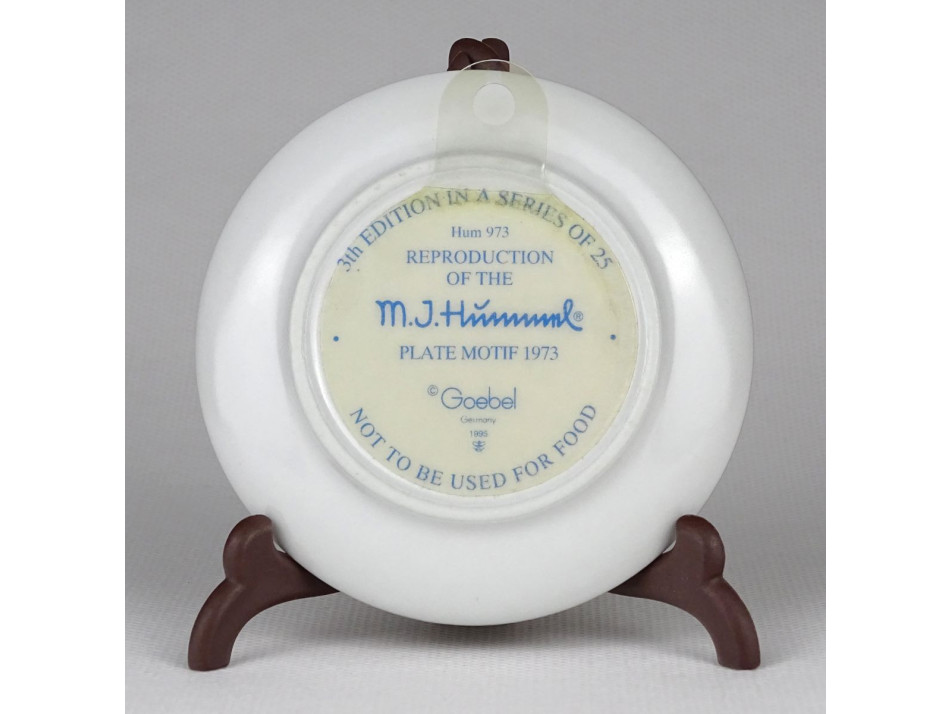 3th EDITION IN A SERIES OF 25
Hum 973
REPRODUCTION
OF THE
M.J.Hummel®
PLATE MOTIF 1973
© Goebel
Germany
1995
NOT TO BE USED FOR FOOD